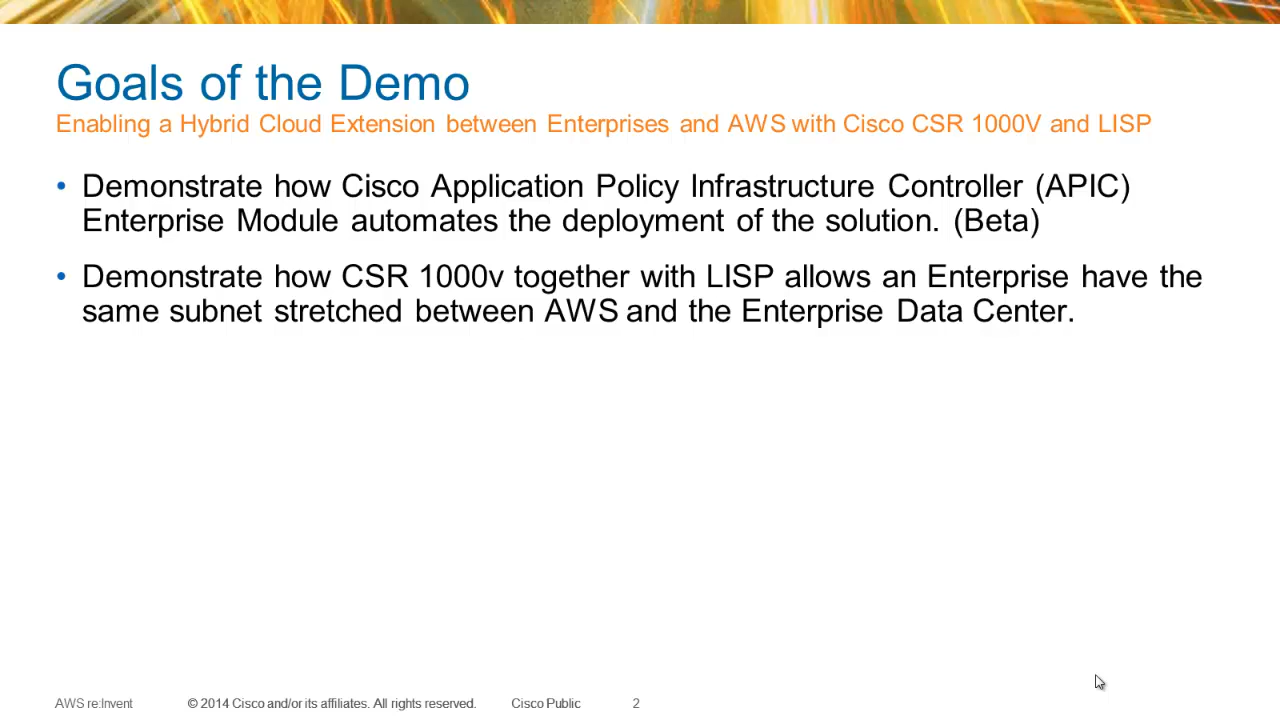 Goals of the Demo
Enabling a Hybrid Cloud Extension between Enterprises and AWS with Cisco CSR 1000V and LISP
• Demonstrate how Cisco Application Policy Infrastructure Controller (APIC)
Enterprise Module automates the deployment of the solution. (Beta)
• Demonstrate how CSR 1000v together with LISP allows an Enterprise have the
same subnet stretched between AWS and the Enterprise Data Center.
AWS re:Invent © 2014 Cisco and/or its affiliates. All rights reserved. Cisco Public 2